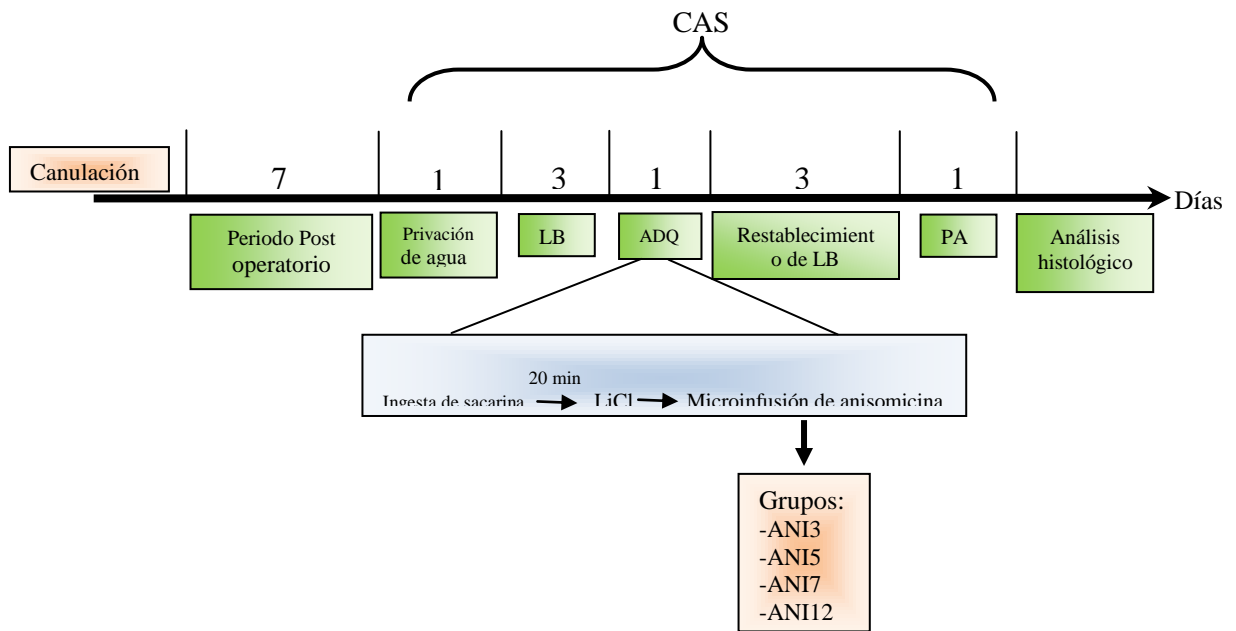 CAS
Canulación
7
1
3
1
3
1
Días
Periodo Post
operatorio
Privación
de agua
LB
ADQ
Restablecimient
o de LB
PA
Análisis
histológico
20 min
Ingesta de sacarina
LiCl
Microinfusión de anisomicina
Grupos:
-ANI3
-ANI5
-ANI7
-ANI12